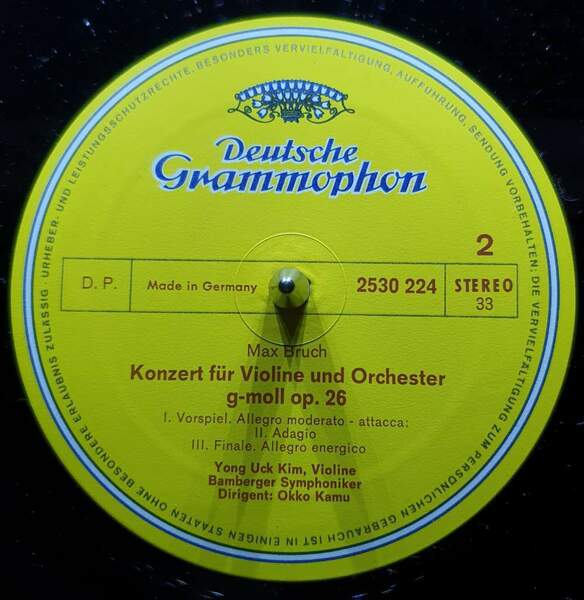 URHEBER- UND LEISTUNGSSCHUTZRECHTE, BESONDERS VERVIELFÄLTIGUNG, AUFFÜHRUNG, SENDUNG VORBEHALTEN; DIE VERVIELFÄLTIGUNG ZUM PERSÖNLICHEN GEBRAUCH IST IN EINIGEN STAATEN OHNE BESONDERE ERLAUBNIS ZULÄSSIG ·
Deutsche
Grammophon
2
D. P.
Made in Germany
2530 224
STEREO
33
Max Bruch
Konzert für Violine und Orchester
g-moll op. 26
I. Vorspiel. Allegro moderato - attacca:
II. Adagio
III. Finale. Allegro energico
Yong Uck Kim, Violine
Bamberger Symphoniker
Dirigent: Okko Kamu